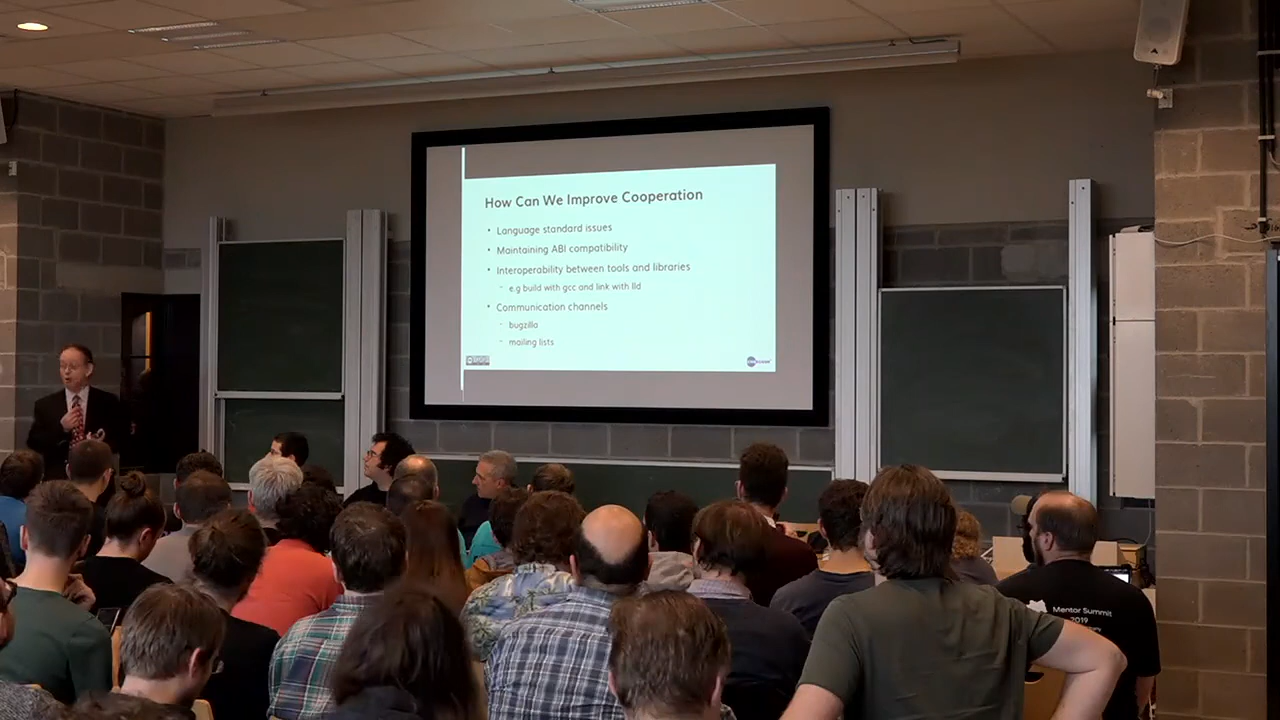 How Can We Improve Cooperation
• Language standard issues
• Maintaining ABI compatibility
• Interoperability between tools and libraries
- e.g build with gcc and link with lld
• Communication channels
- bugzilla
- mailing lists
Mentor Summit
2019